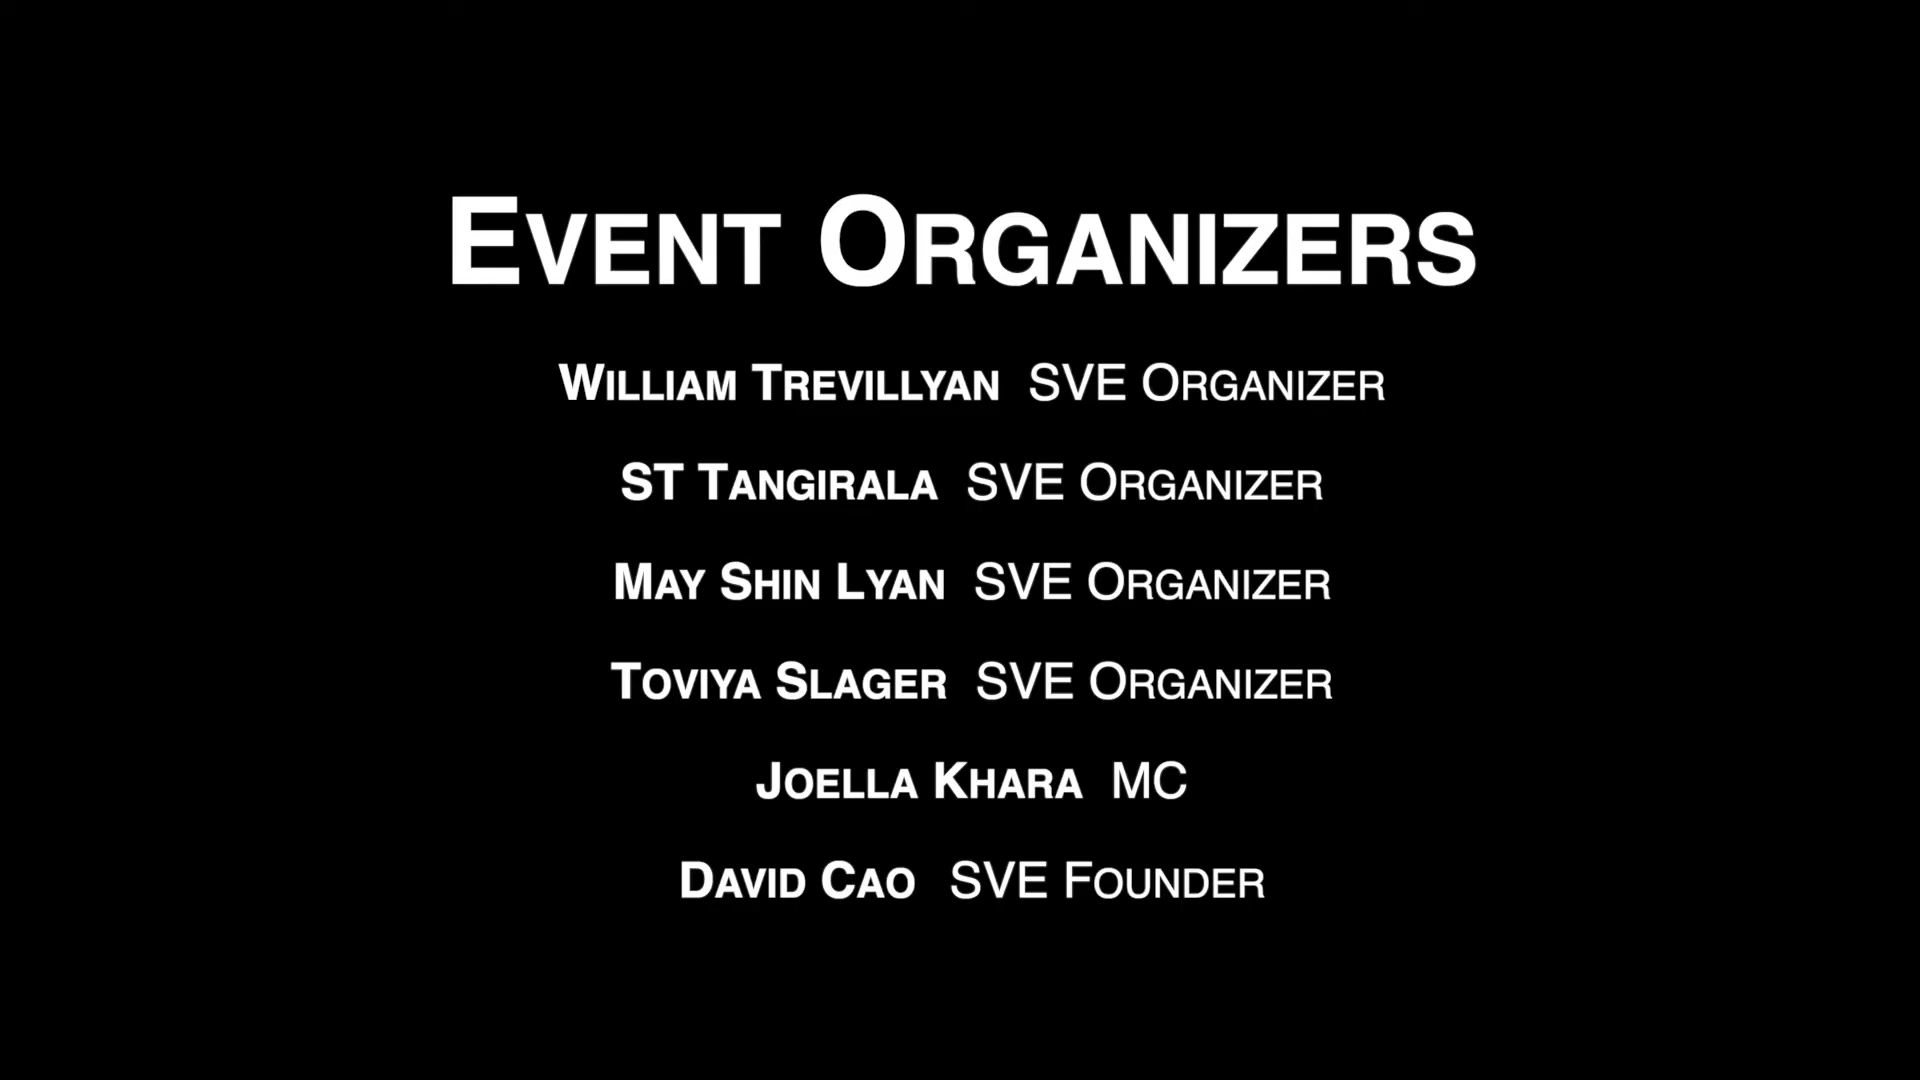 EVENT ORGANIZERS
WILLIAM TREVILLYAN SVE ORGANIZER
ST TANGIRALA SVE ORGANIZER
MAY SHIN LYAN SVE ORGANIZER
TOVIYA SLAGER SVE ORGANIZER
JOELLA KHARA MC
DAVID CAO SVE FOUNDER